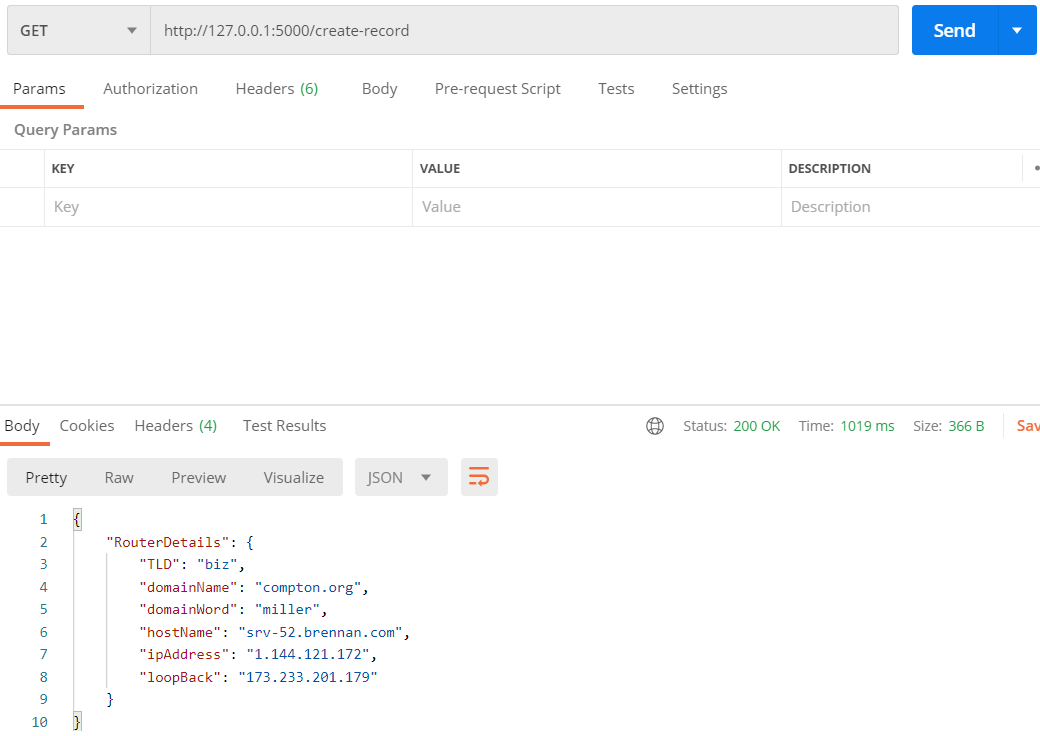 GET http://127.0.0.1:5000/create-record Send
Params Authorization Headers (6) Body Pre-request Script Tests Settings
Query Params
KEY VALUE DESCRIPTION
Key Value Description
Body Cookies Headers (4) Test Results Status: 200 OK Time: 1019 ms Size: 366 B Sav
Pretty Raw Preview Visualize JSON
1 {
2 "RouterDetails": {
3 "TLD": "biz",
4 "domainName": "compton.org",
5 "domainWord": "miller",
6 "hostName": "srv-52.brennan.com",
7 "ipAddress": "1.144.121.172",
8 "loopBack": "173.233.201.179"
9 }
10 }